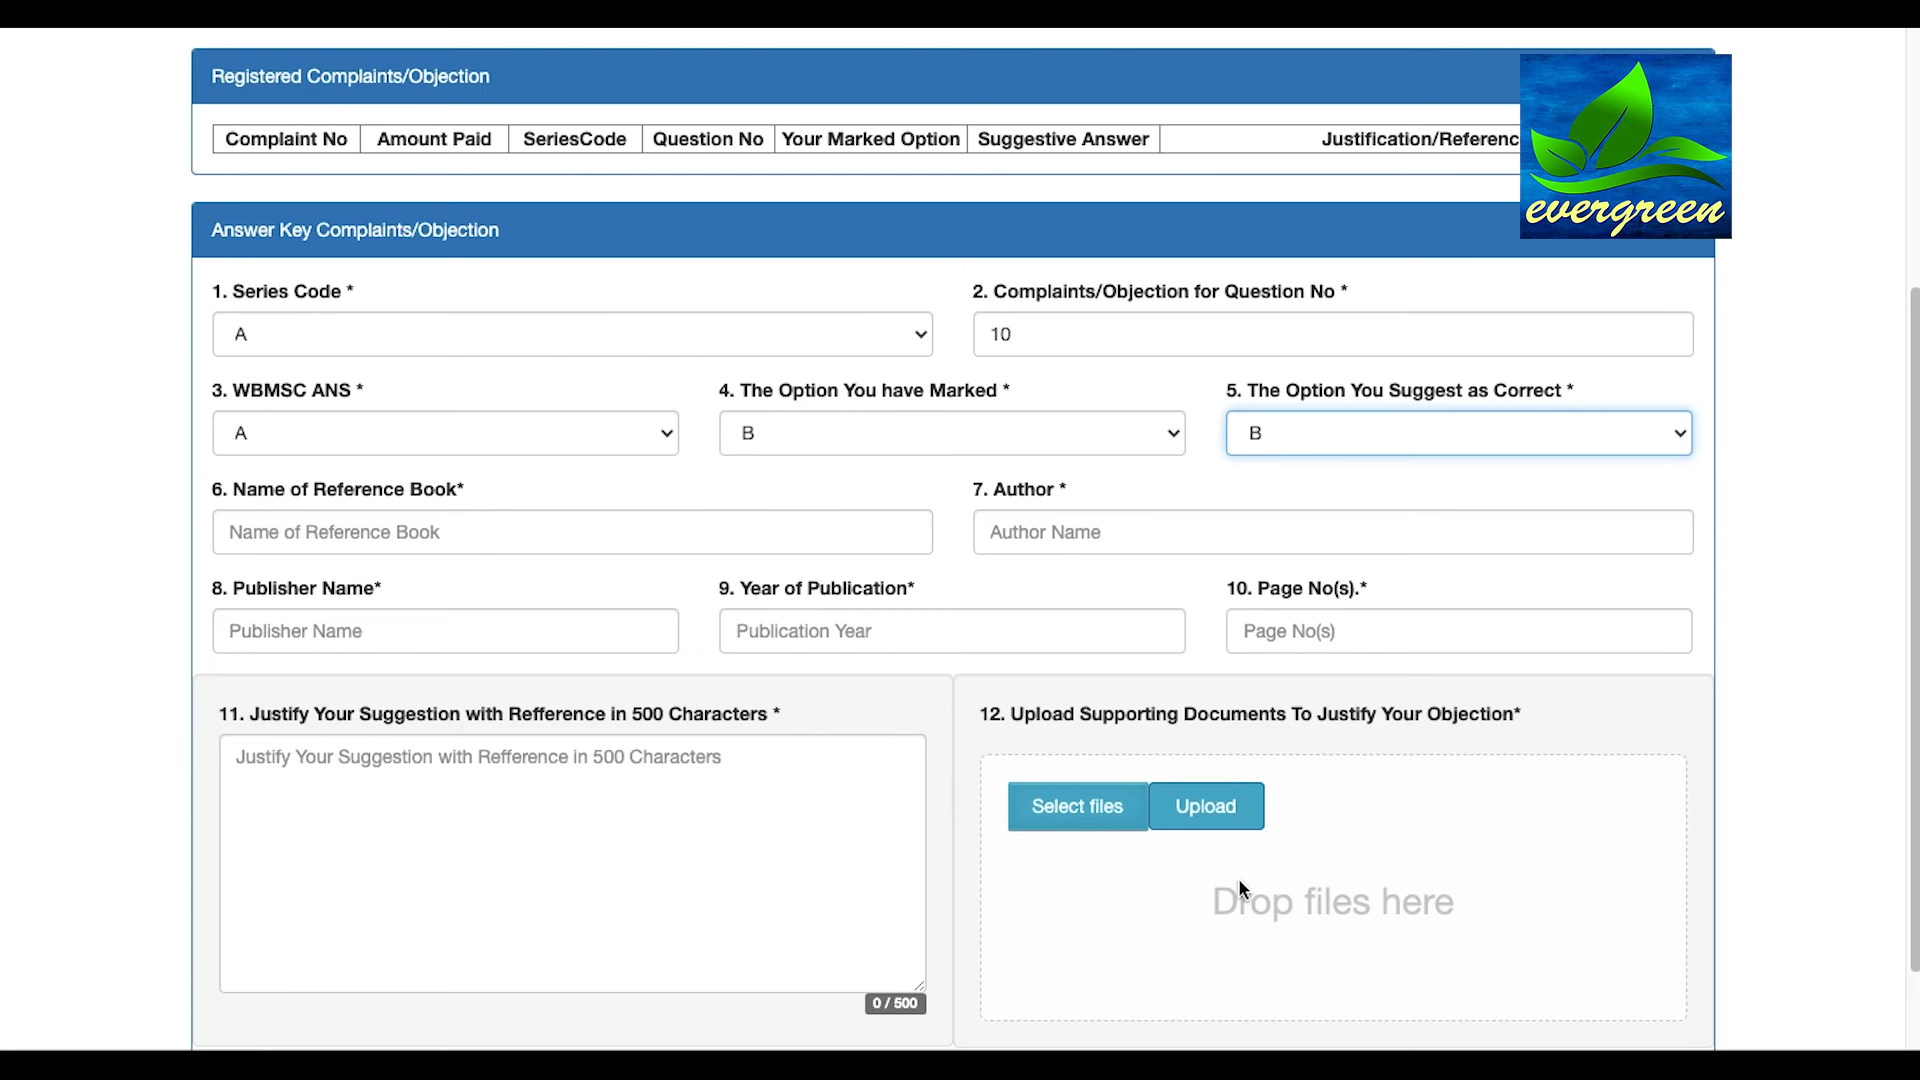 Registered Complaints/Objection
Complaint No Amount Paid SeriesCode Question No Your Marked Option Suggestive Answer Justification/Referenc
evergreen
Answer Key Complaints/Objection
1. Series Code * 2. Complaints/Objection for Question No *
A 10
3. WBMSC ANS * 4. The Option You have Marked * 5. The Option You Suggest as Correct *
A B B
6. Name of Reference Book* 7. Author *
Name of Reference Book Author Name
8. Publisher Name* 9. Year of Publication* 10. Page No(s).*
Publisher Name Publication Year Page No(s)
11. Justify Your Suggestion with Refference in 500 Characters * 12. Upload Supporting Documents To Justify Your Objection*
Justify Your Suggestion with Refference in 500 Characters
Select files Upload
Drop files here
0 / 500